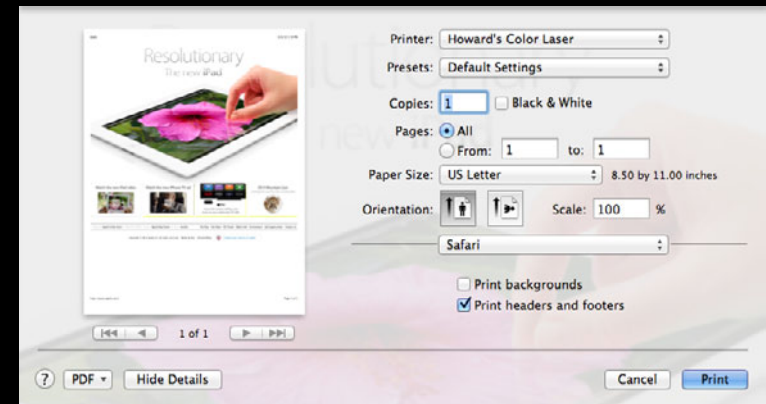 Resolutionary
The new iPad
Printer: Howard's Color Laser
Presets: Default Settings
Copies: 1 Black & White
Pages: All
From: 1 to: 1
Paper Size: US Letter 8.50 by 11.00 inches
Orientation: Scale: 100 %
Safari
Print backgrounds
Print headers and footers
1 of 1
? PDF Hide Details Cancel Print